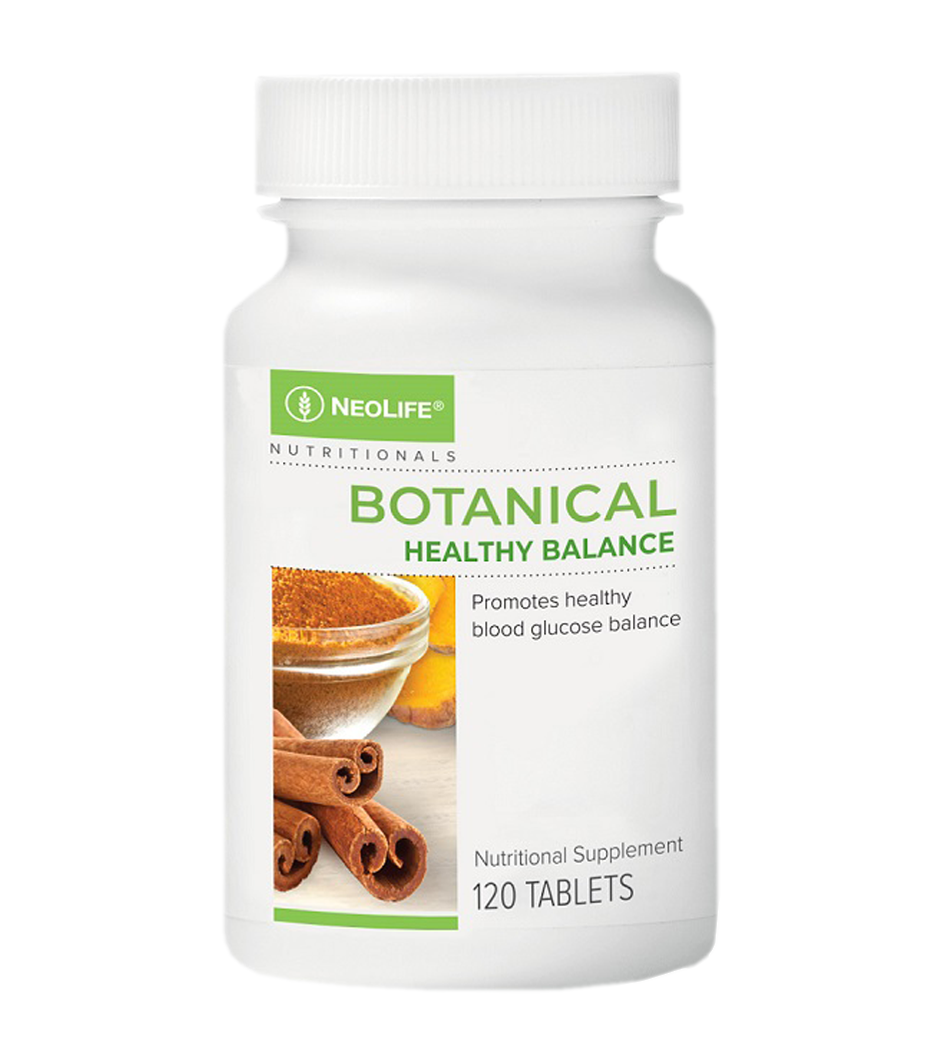 NEOLIFE®
NUTRITIONALS
BOTANICAL
HEALTHY BALANCE
Promotes healthy
blood glucose balance
Nutritional Supplement
120 TABLETS